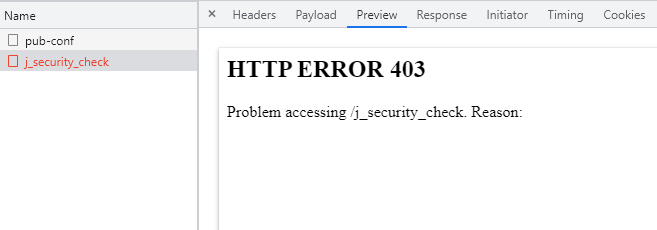 Name
pub-conf
j_security_check
× Headers Payload Preview Response Initiator Timing Cookies
HTTP ERROR 403
Problem accessing /j_security_check. Reason: